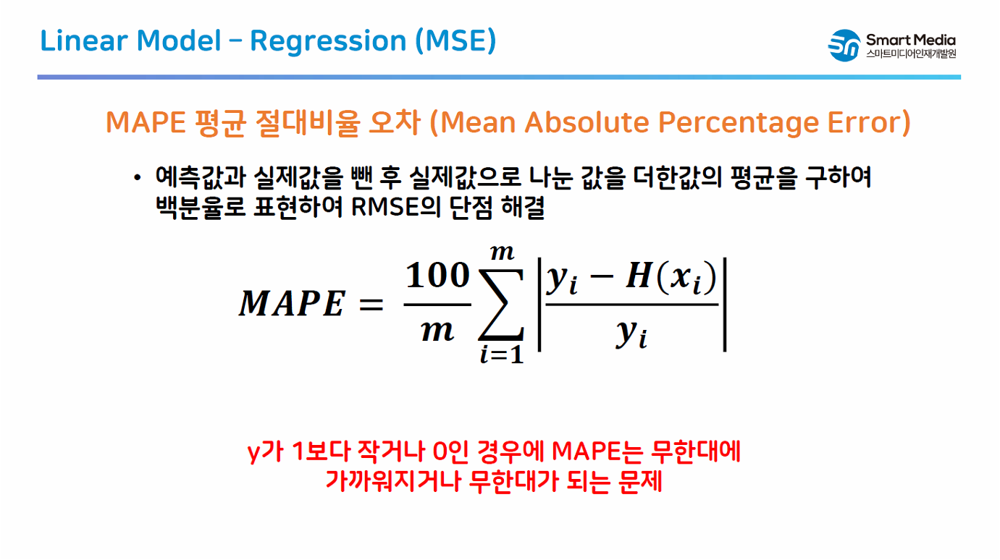 Linear Model – Regression (MSE)
Smart Media
스마트미디어인재개발원
MAPE 평균 절대비율 오차 (Mean Absolute Percentage Error)
• 예측값과 실제값을 뺀 후 실제값으로 나눈 값을 더한값의 평균을 구하여
백분율로 표현하여 RMSE의 단점 해결
MAPE = \frac{100}{m} \sum_{i=1}^{m} \left| \frac{y_i - H(x_i)}{y_i} \right|
y가 1보다 작거나 0인 경우에 MAPE는 무한대에
가까워지거나 무한대가 되는 문제